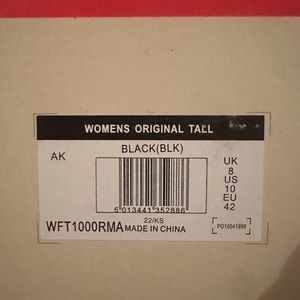 WOMENS ORIGINAL TALL
AK
BLACK(BLK)
UK
8
US
10
EU
42
5 013441 352886
22/KS
WFT1000RMA MADE IN CHINA
PO10041999